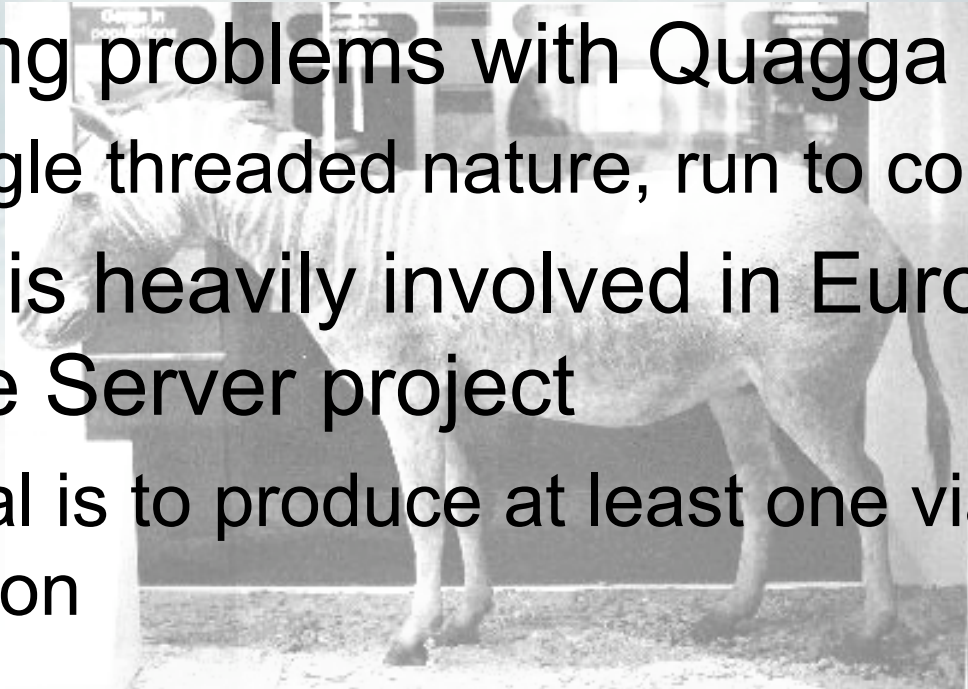 ng problems with Quagga
gle threaded nature, run to co
is heavily involved in Euro
e Server project
al is to produce at least one via
on